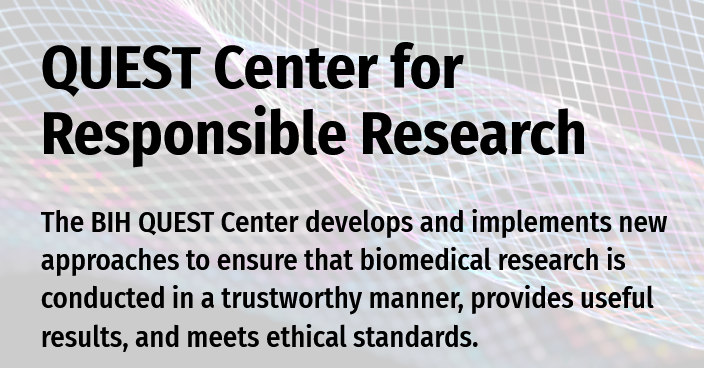 QUEST Center for
Responsible Research
The BIH QUEST Center develops and implements new
approaches to ensure that biomedical research is
conducted in a trustworthy manner, provides useful
results, and meets ethical standards.